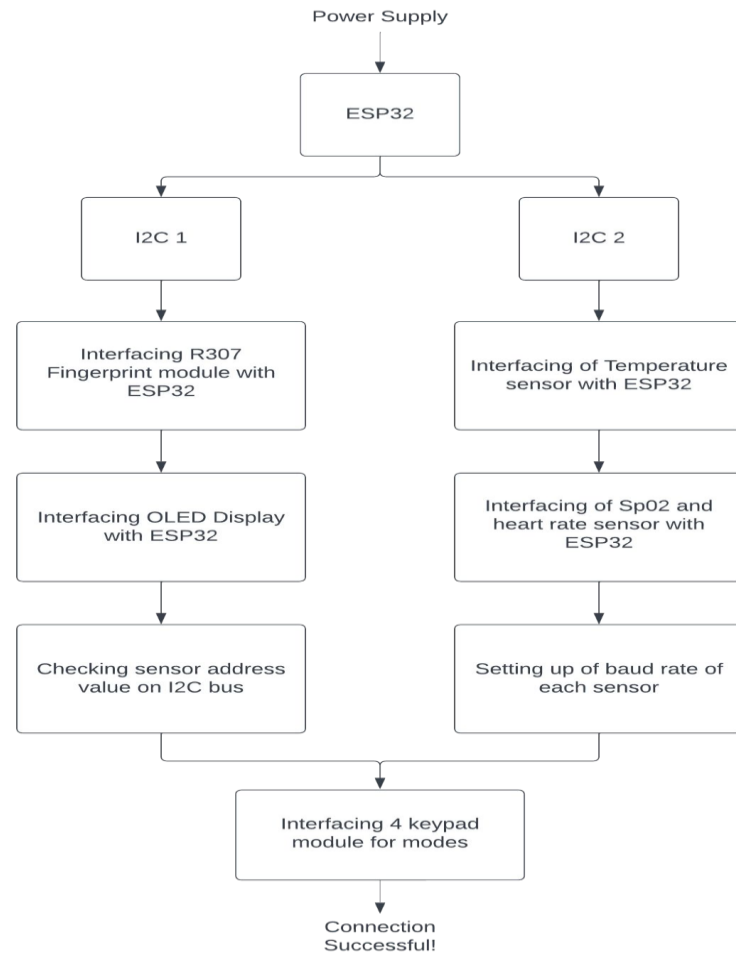 Power Supply
ESP32
I2C 1
I2C 2
Interfacing R307
Fingerprint module with
ESP32
Interfacing of Temperature
sensor with ESP32
Interfacing OLED Display
with ESP32
Interfacing of Sp02 and
heart rate sensor with
ESP32
Checking sensor address
value on I2C bus
Setting up of baud rate of
each sensor
Interfacing 4 keypad
module for modes
Connection
Successful!